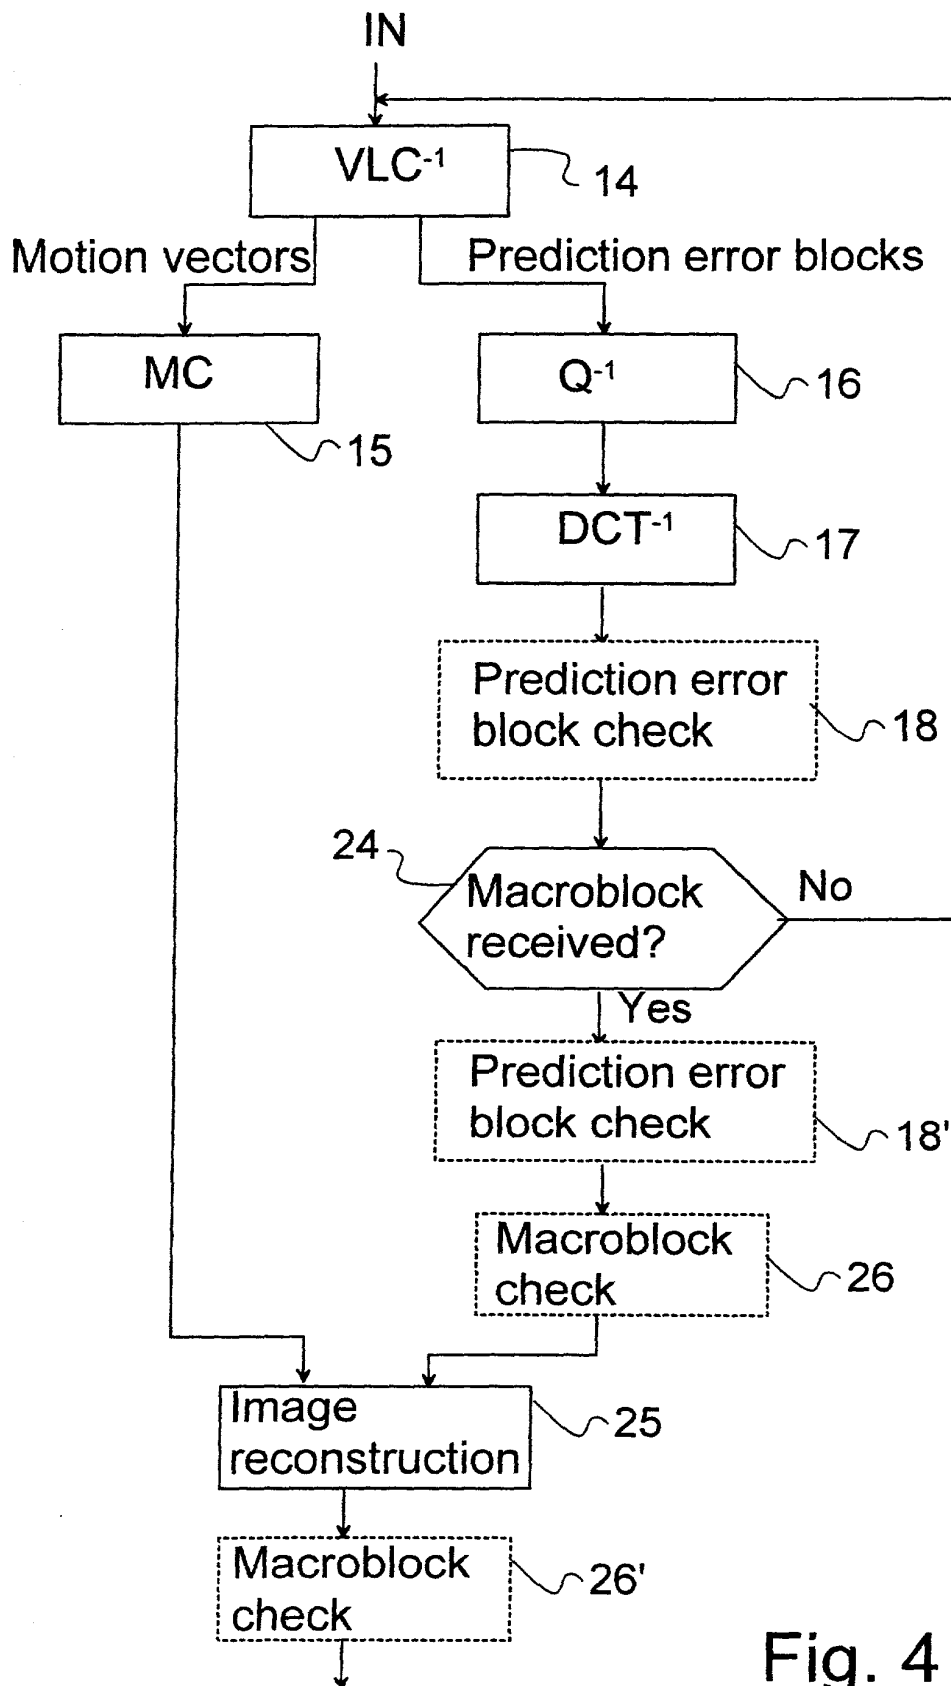 IN
VLC-1
14
Motion vectors
Prediction error blocks
MC
15
Q-1
16
DCT-1
17
Prediction error
block check
18
24
Macroblock
received?
No
Yes
Prediction error
block check
18'
Macroblock
check
26
Image
reconstruction
25
Macroblock
check
26'
Fig. 4